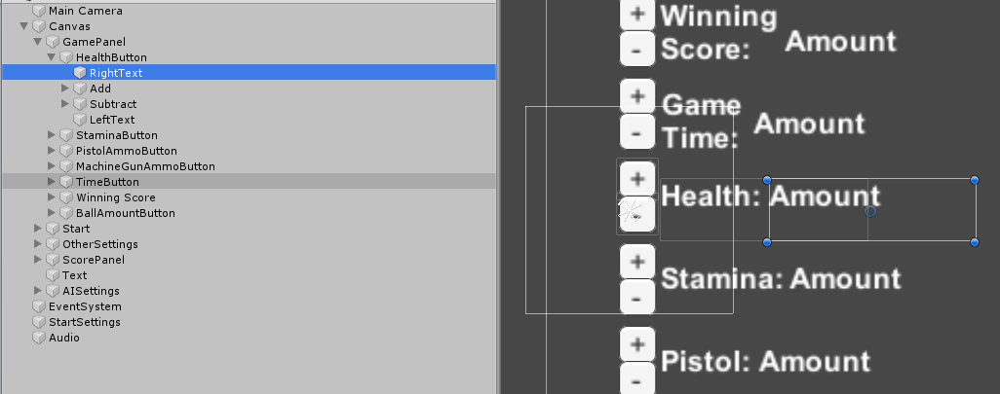 Main Camera
Canvas
GamePanel
HealthButton
RightText
Add
Subtract
LeftText
StaminaButton
PistolAmmoButton
MachineGunAmmoButton
TimeButton
Winning Score
BallAmountButton
Start
OtherSettings
ScorePanel
Text
AISettings
EventSystem
StartSettings
Audio
+ Winning
- Score: Amount
+ Game
- Time: Amount
+
Health: Amount
-
+
Stamina: Amount
-
+
Pistol: Amount
-